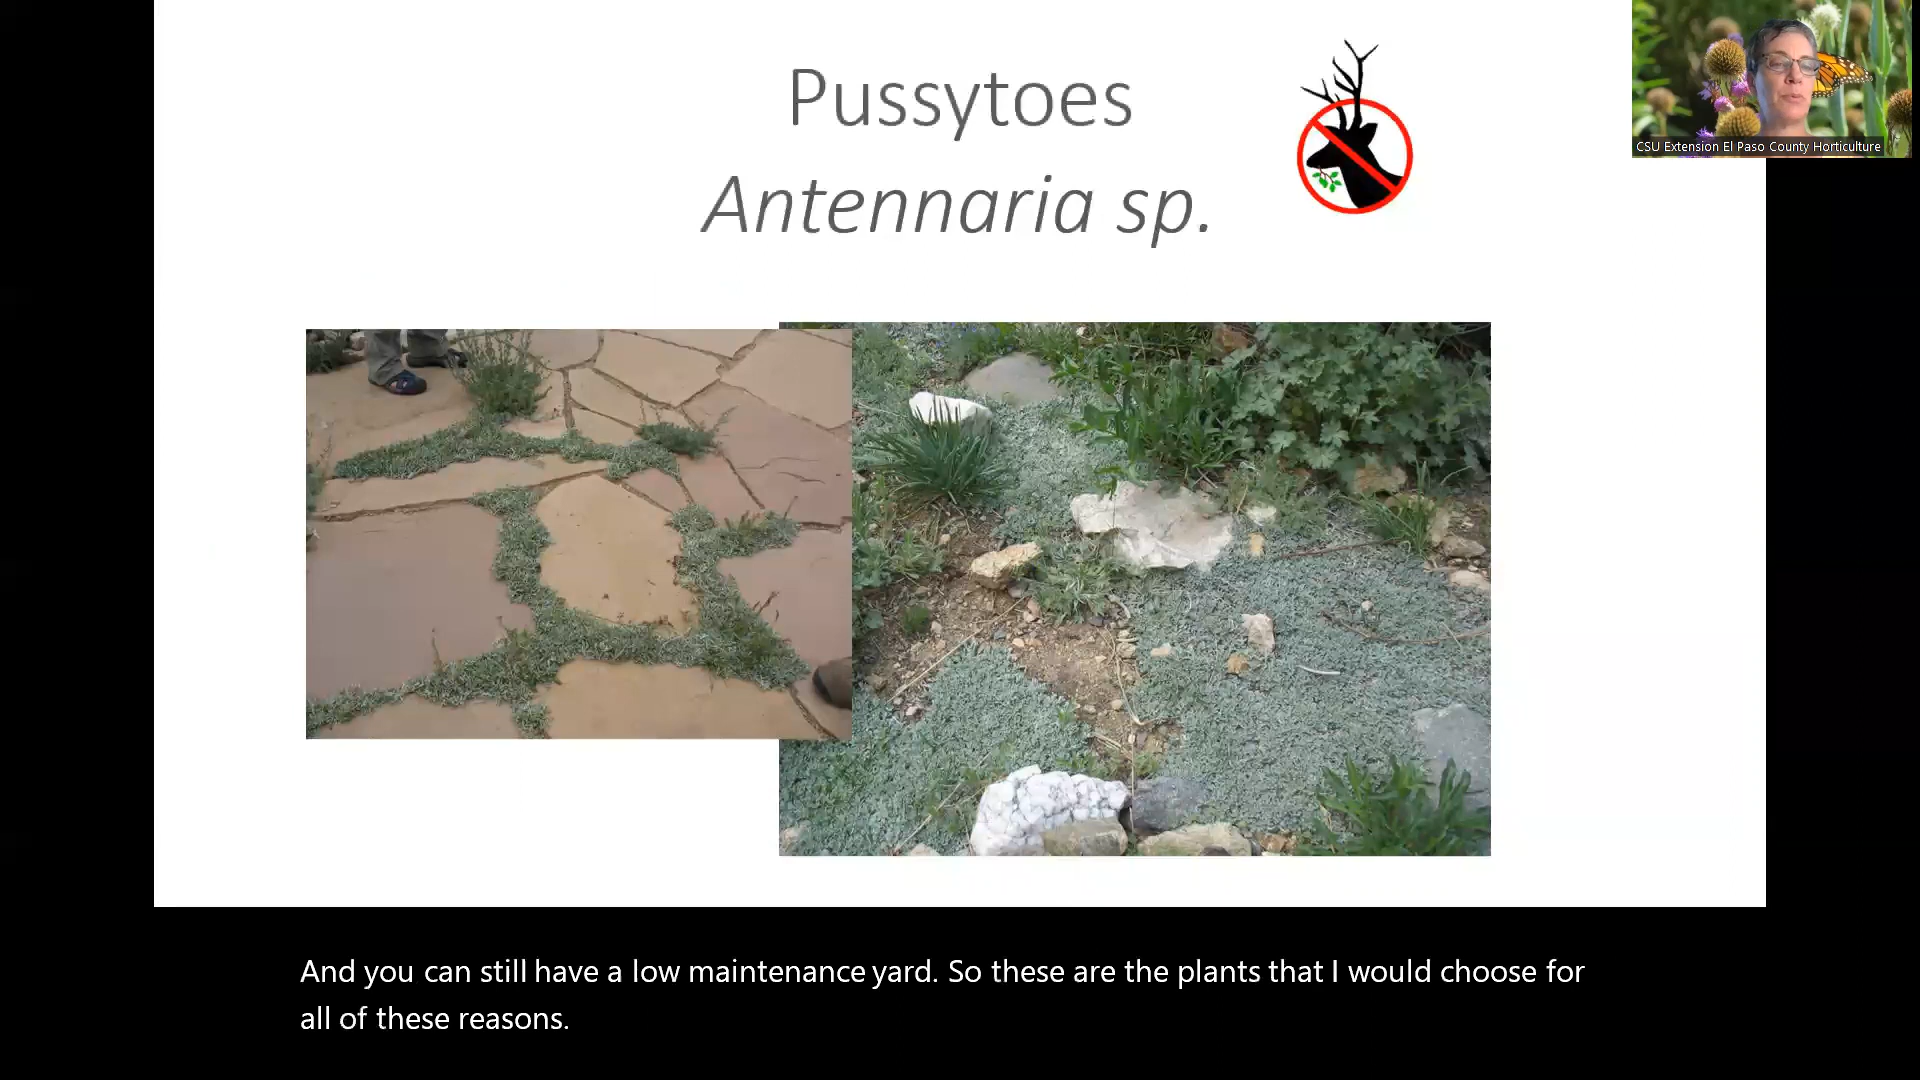 Pussytoes
Antennaria sp.
CSU Extension El Paso County Horticulture
And you can still have a low maintenance yard. So these are the plants that I would choose for
all of these reasons.